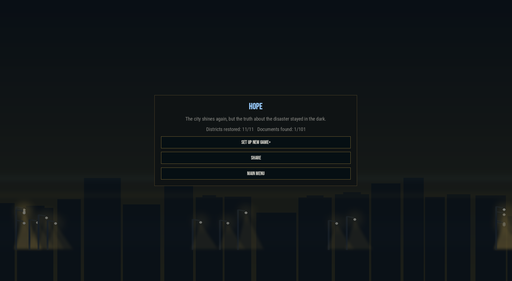 HOPE
The city shines again, but the truth about the disaster stayed in the dark.
Districts restored: 11/11 Documents found: 1/101
SET UP NEW GAME+
SHARE
MAIN MENU